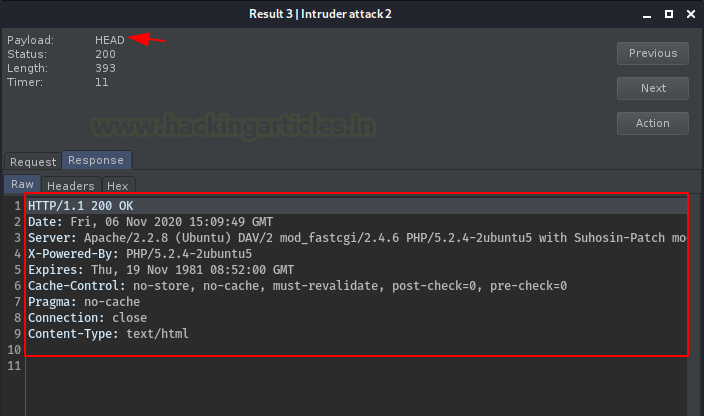 Result 3 | Intruder attack 2
Payload: HEAD
Status: 200
Length: 393
Timer: 11
Previous
Next
Action
www.hackingarticles.in
Request Response
Raw Headers Hex
1 HTTP/1.1 200 OK
2 Date: Fri, 06 Nov 2020 15:09:49 GMT
3 Server: Apache/2.2.8 (Ubuntu) DAV/2 mod_fastcgi/2.4.6 PHP/5.2.4-2ubuntu5 with Suhosin-Patch mo
4 X-Powered-By: PHP/5.2.4-2ubuntu5
5 Expires: Thu, 19 Nov 1981 08:52:00 GMT
6 Cache-Control: no-store, no-cache, must-revalidate, post-check=0, pre-check=0
7 Pragma: no-cache
8 Connection: close
9 Content-Type: text/html
10
11